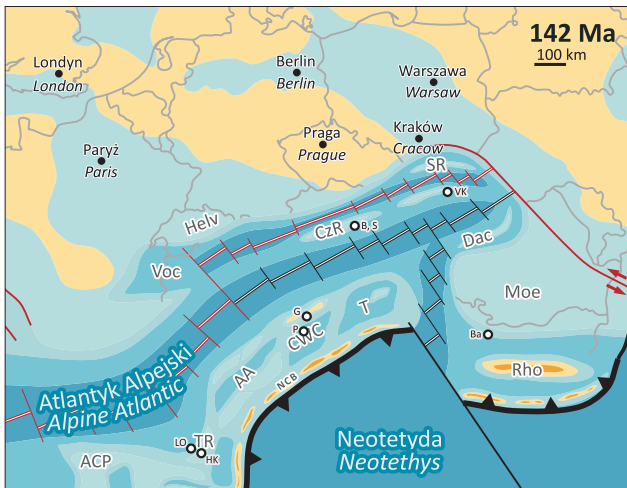 142 Ma
100 km
Londyn
London
Berlin
Berlin
Warszawa
Warsaw
Praga
Prague
Kraków
Cracow
Paryż
Paris
SR
VK
Helv
CzR
B, S
Dac
Voc
Moe
G
P
CWC
T
Ba
Rho
AA
NCB
Atlantyk Alpejski
Alpine Atlantic
LO
TR
HK
ACP
Neotetyda
Neotethys